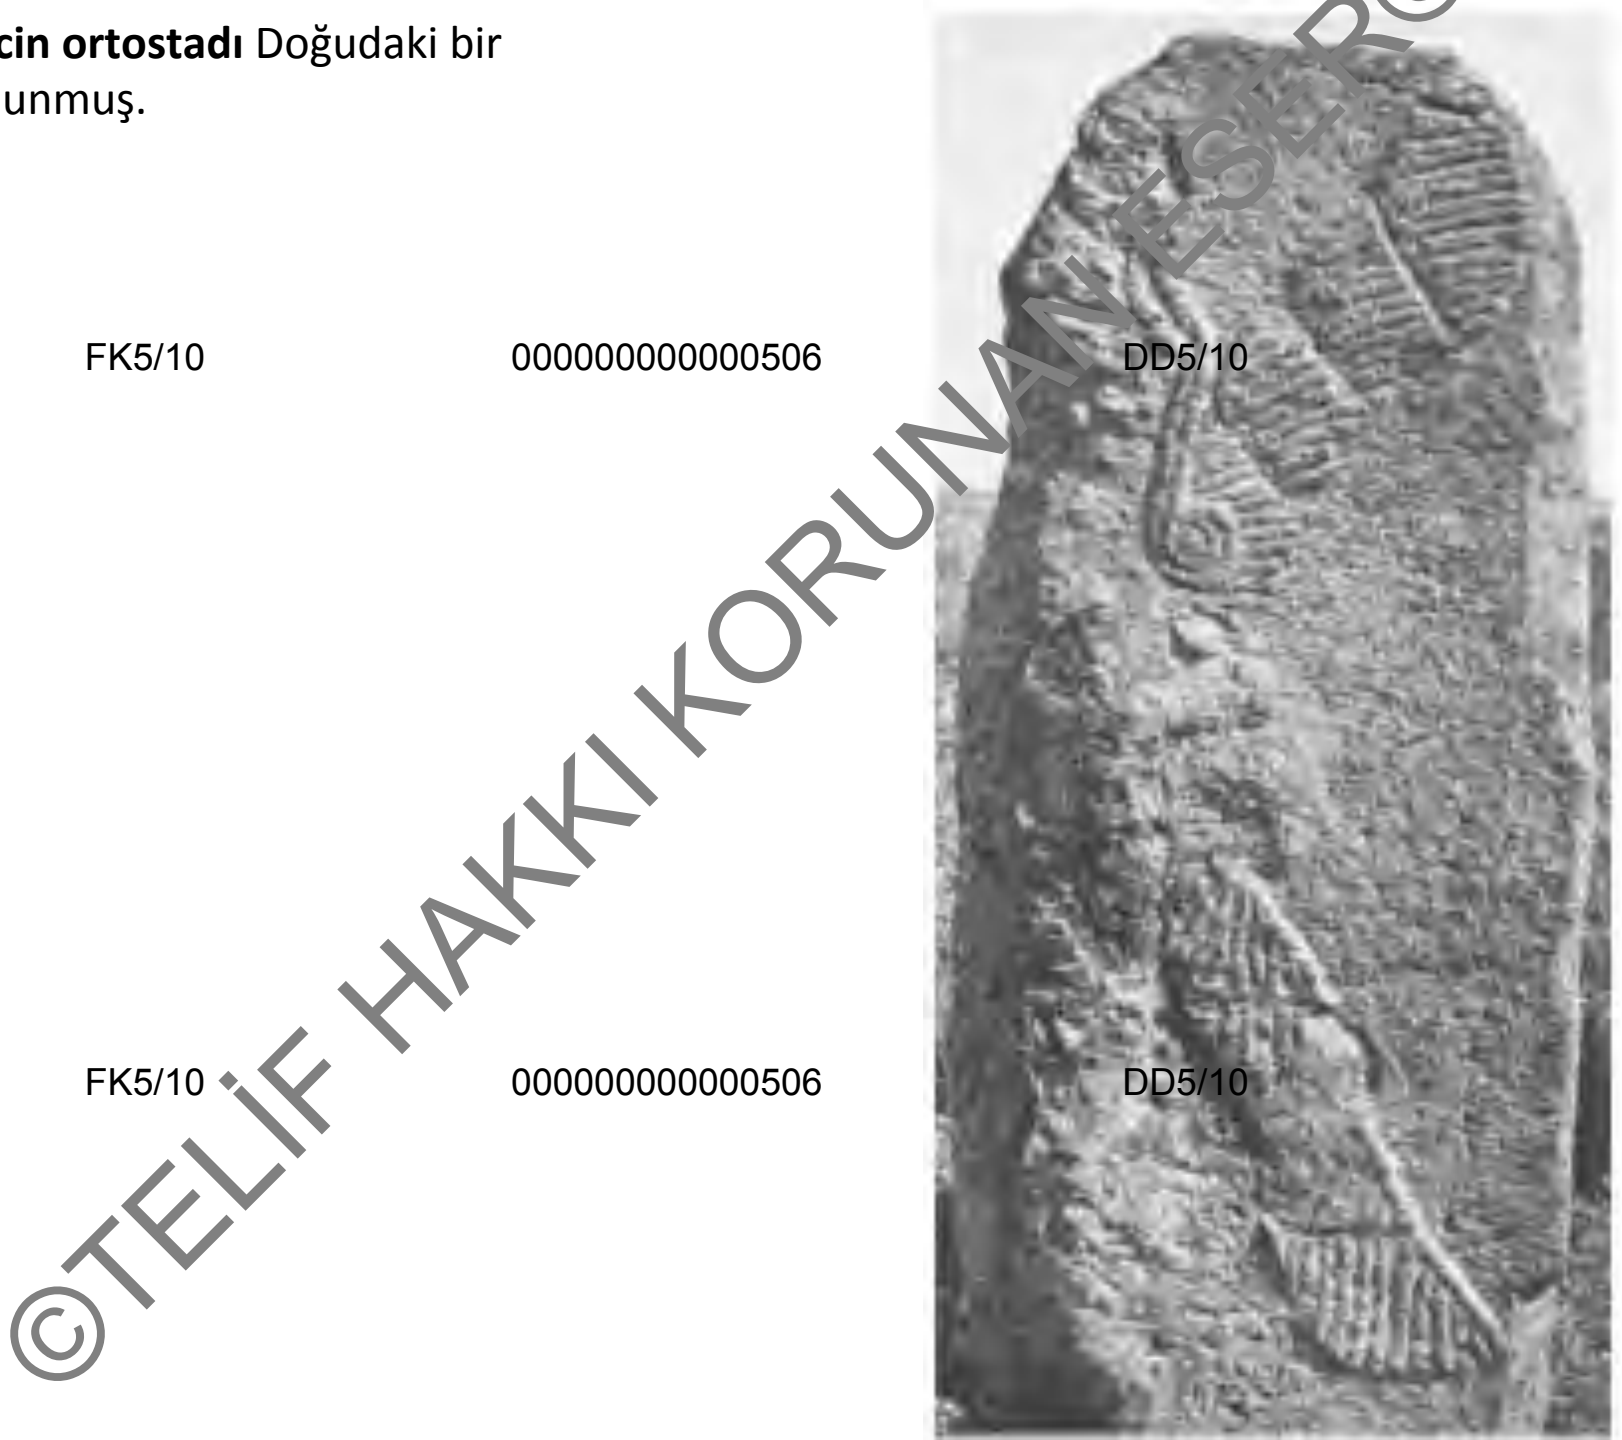 cin ortostadı Doğudaki bir
unmuş.
FK5/10 000000000000506 DD5/10
FK5/10 000000000000506 DD5/10
©TELİF HAKKI KORUNAN ESER©